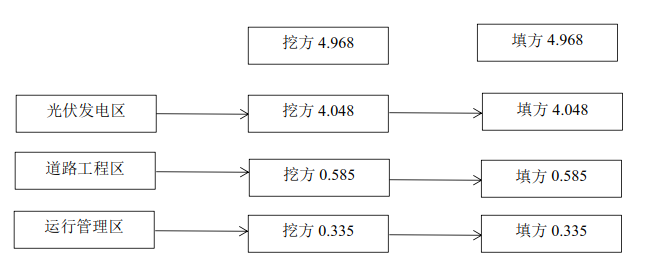 挖方 4.968
填方 4.968
光伏发电区
挖方 4.048
填方 4.048
道路工程区
挖方 0.585
填方 0.585
运行管理区
挖方 0.335
填方 0.335